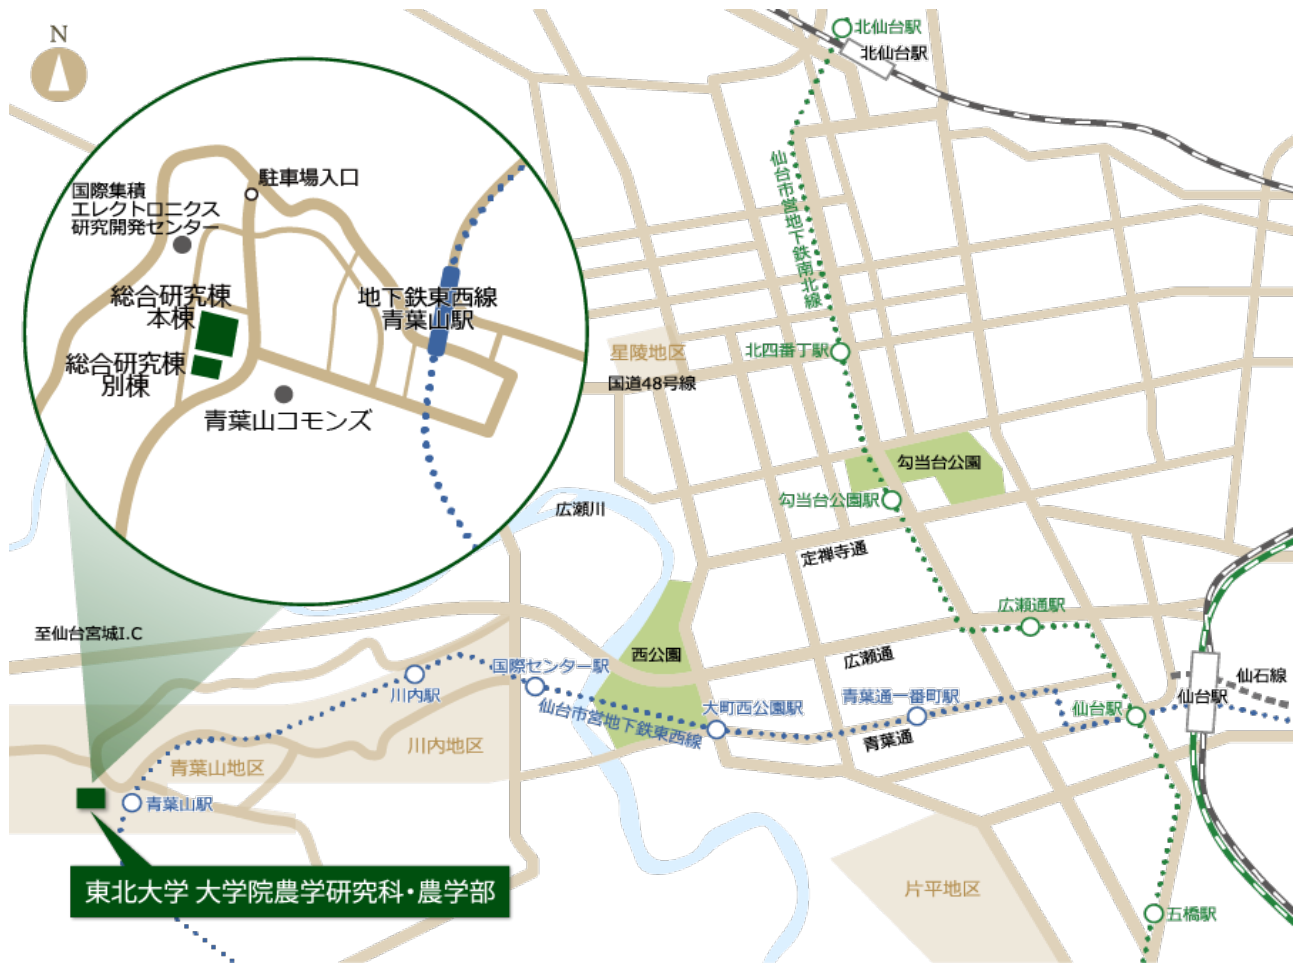 N
北仙台駅
北仙台駅
駐車場入口
国際集積
エレクトロニクス
研究開発センター
仙台市営地下鉄南北線
総合研究棟
本棟
地下鉄東西線
青葉山駅
総合研究棟
別棟
青葉山コモンズ
星陵地区
北四番丁駅
国道48号線
勾当台公園
勾当台公園駅
広瀬川
定禅寺通
広瀬通駅
至仙台宮城I.C
西公園
広瀬通
国際センター駅
川内駅
仙石線
仙台駅
青葉通一番町駅
大町西公園駅
仙台駅
仙台市営地下鉄東西線
青葉通
川内地区
青葉山地区
青葉山駅
東北大学 大学院農学研究科・農学部
片平地区
五橋駅